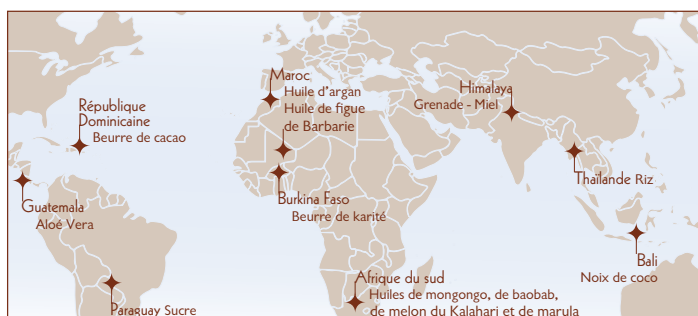 Maroc
Huile d'argan
Huile de figue
de Barbarie
Himalaya
Grenade - Miel
République
Dominicaine
Beurre de cacao
Thaïlande Riz
Guatemala
Aloé Vera
Burkina Faso
Beurre de karité
Bali
Noix de coco
Afrique du sud
Huiles de mongongo, de baobab,
de melon du Kalahari et de marula
Paraguay Sucre